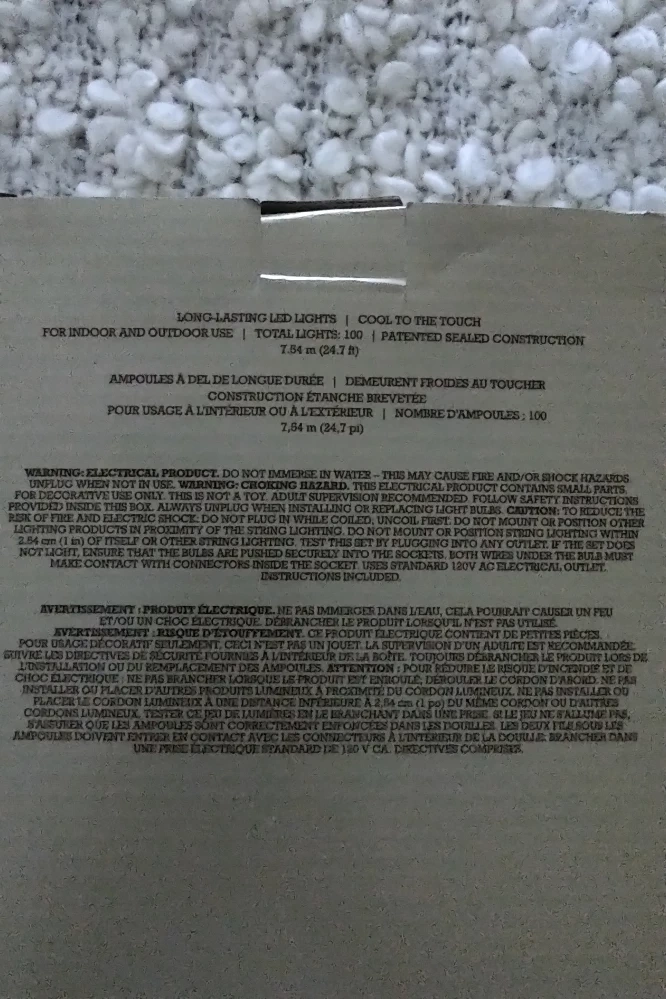 LONG-LASTING LED LIGHTS | COOL TO THE TOUCH
FOR INDOOR AND OUTDOOR USE | TOTAL LIGHTS: 100 | PATENTED SEALED CONSTRUCTION
7.54 m (24.7 ft)
AMPOULES À DEL DE LONGUE DURÉE | DEMEURENT FROIDES AU TOUCHER
CONSTRUCTION ÉTANCHE BREVETÉE
POUR USAGE À L'INTÉRIEUR OU À L'EXTÉRIEUR | NOMBRE D'AMPOULES : 100
7,54 m (24,7 pi)
WARNING: ELECTRICAL PRODUCT. DO NOT IMMERSE IN WATER – THIS MAY CAUSE FIRE AND/OR SHOCK HAZARDS.
UNPLUG WHEN NOT IN USE. WARNING: CHOKING HAZARD. THIS ELECTRICAL PRODUCT CONTAINS SMALL PARTS.
FOR DECORATIVE USE ONLY. THIS IS NOT A TOY. ADULT SUPERVISION RECOMMENDED. FOLLOW SAFETY INSTRUCTIONS
PROVIDED INSIDE THIS BOX. ALWAYS UNPLUG WHEN INSTALLING OR REPLACING LIGHT BULBS. CAUTION: TO REDUCE THE
RISK OF FIRE AND ELECTRIC SHOCK: DO NOT PLUG IN WHILE COILED; UNCOIL FIRST. DO NOT MOUNT OR POSITION OTHER
LIGHTING PRODUCTS IN PROXIMITY OF THE STRING LIGHTING. DO NOT MOUNT OR POSITION STRING LIGHTING WITHIN
2.54 cm (1 in) OF ITSELF OR OTHER STRING LIGHTING. TEST THIS SET BY PLUGGING INTO ANY OUTLET. IF THE SET DOES
NOT LIGHT, ENSURE THAT THE BULBS ARE PUSHED SECURELY INTO THE SOCKETS. BOTH WIRES UNDER THE BULB MUST
MAKE CONTACT WITH CONNECTORS INSIDE THE SOCKET. USES STANDARD 120V AC ELECTRICAL OUTLET.
INSTRUCTIONS INCLUDED.
AVERTISSEMENT : PRODUIT ÉLECTRIQUE. NE PAS IMMERGER DANS L'EAU, CELA POURRAIT CAUSER UN FEU
ET/OU UN CHOC ÉLECTRIQUE. DÉBRANCHER LE PRODUIT LORSQU'IL N'EST PAS UTILISÉ.
AVERTISSEMENT : RISQUE D'ÉTOUFFEMENT. CE PRODUIT ÉLECTRIQUE CONTIENT DE PETITES PIÈCES.
POUR USAGE DÉCORATIF SEULEMENT. CECI N'EST PAS UN JOUET. LA SUPERVISION D'UN ADULTE EST RECOMMANDÉE.
SUIVRE LES DIRECTIVES DE SÉCURITÉ FOURNIES À L'INTÉRIEUR DE LA BOÎTE. TOUJOURS DÉBRANCHER LE PRODUIT LORS DE
L'INSTALLATION OU DU REMPLACEMENT DES AMPOULES. ATTENTION : POUR RÉDUIRE LE RISQUE D'INCENDIE ET DE
CHOC ÉLECTRIQUE : NE PAS BRANCHER LORSQUE LE PRODUIT EST ENROULÉ; DÉROULER LE CORDON D'ABORD. NE PAS
INSTALLER OU PLACER D'AUTRES PRODUITS LUMINEUX À PROXIMITÉ DU CORDON LUMINEUX. NE PAS INSTALLER OU
PLACER LE CORDON LUMINEUX À UNE DISTANCE INFÉRIEURE À 2,54 cm (1 po) DU MÊME CORDON OU D'AUTRES
CORDONS LUMINEUX. TESTER CE JEU DE LUMIÈRES EN LE BRANCHANT DANS UNE PRISE. SI LE JEU NE S'ALLUME PAS,
S'ASSURER QUE LES AMPOULES SONT CORRECTEMENT ENFONCÉES DANS LES DOUILLES. LES DEUX FILS SOUS LES
AMPOULES DOIVENT ENTRER EN CONTACT AVEC LES CONNECTEURS À L'INTÉRIEUR DE LA DOUILLE. BRANCHER DANS
UNE PRISE ÉLECTRIQUE STANDARD DE 120 V CA. DIRECTIVES COMPRISES.